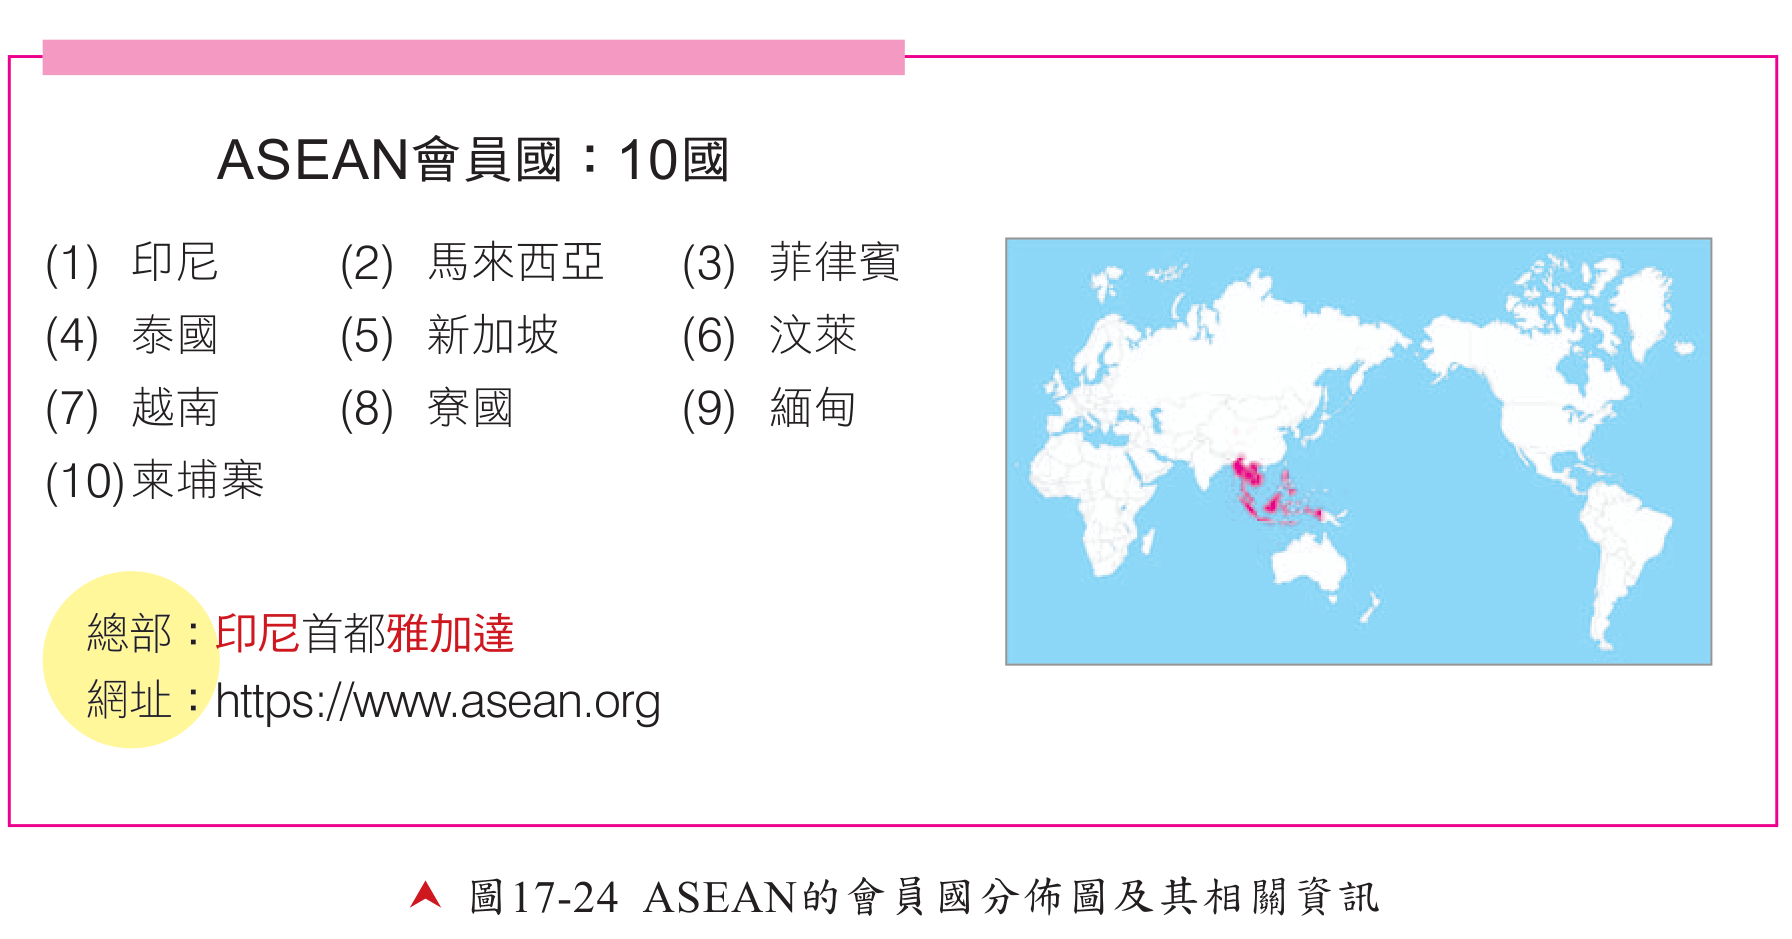 ASEAN會員國：10國
(1) 印尼 (2) 馬來西亞 (3) 菲律賓
(4) 泰國 (5) 新加坡 (6) 汶萊
(7) 越南 (8) 寮國 (9) 緬甸
(10)柬埔寨
總部：印尼首都雅加達
網址：https://www.asean.org
圖17-24 ASEAN的會員國分佈圖及其相關資訊